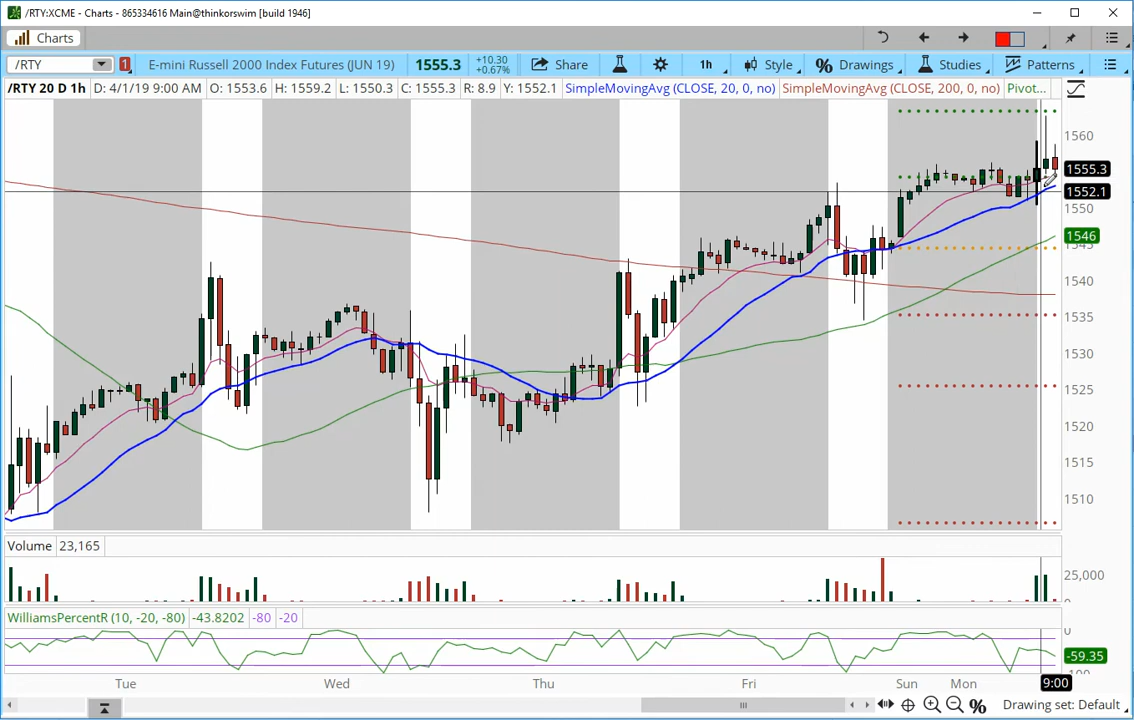 /RTY:XCME - Charts - 865334616 Main@thinkorswim [build 1946]
Charts
/RTY 1 E-mini Russell 2000 Index Futures (JUN 19) 1555.3 +10.30 +0.67% Share 1h Style % Drawings Studies Patterns
/RTY 20 D 1h D: 4/1/19 9:00 AM O: 1553.6 H: 1559.2 L: 1550.3 C: 1555.3 R: 8.9 Y: 1552.1 SimpleMovingAvg (CLOSE, 20, 0, no) SimpleMovingAvg (CLOSE, 200, 0, no) Pivot...
1560
1555.3
1552.1
1550
1546
1545
1540
1535
1530
1525
1520
1515
1510
Volume 23,165
25,000
0
WilliamsPercentR (10, -20, -80) -43.8202 -80 -20
0
-59.35
-100
Tue Wed Thu Fri Sun Mon 9:00
% Drawing set: Default